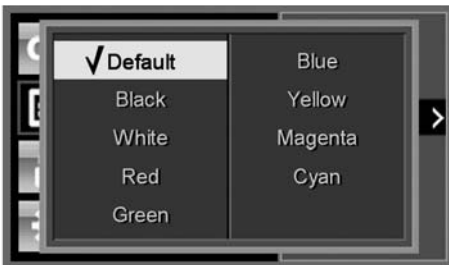 √ Default
Black
White
Red
Green
Blue
Yellow
Magenta
Cyan